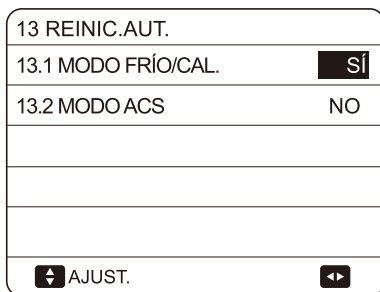 13 REINIC.AUT.
13.1 MODO FRÍO/CAL. SÍ
13.2 MODO ACS NO
AJUST.